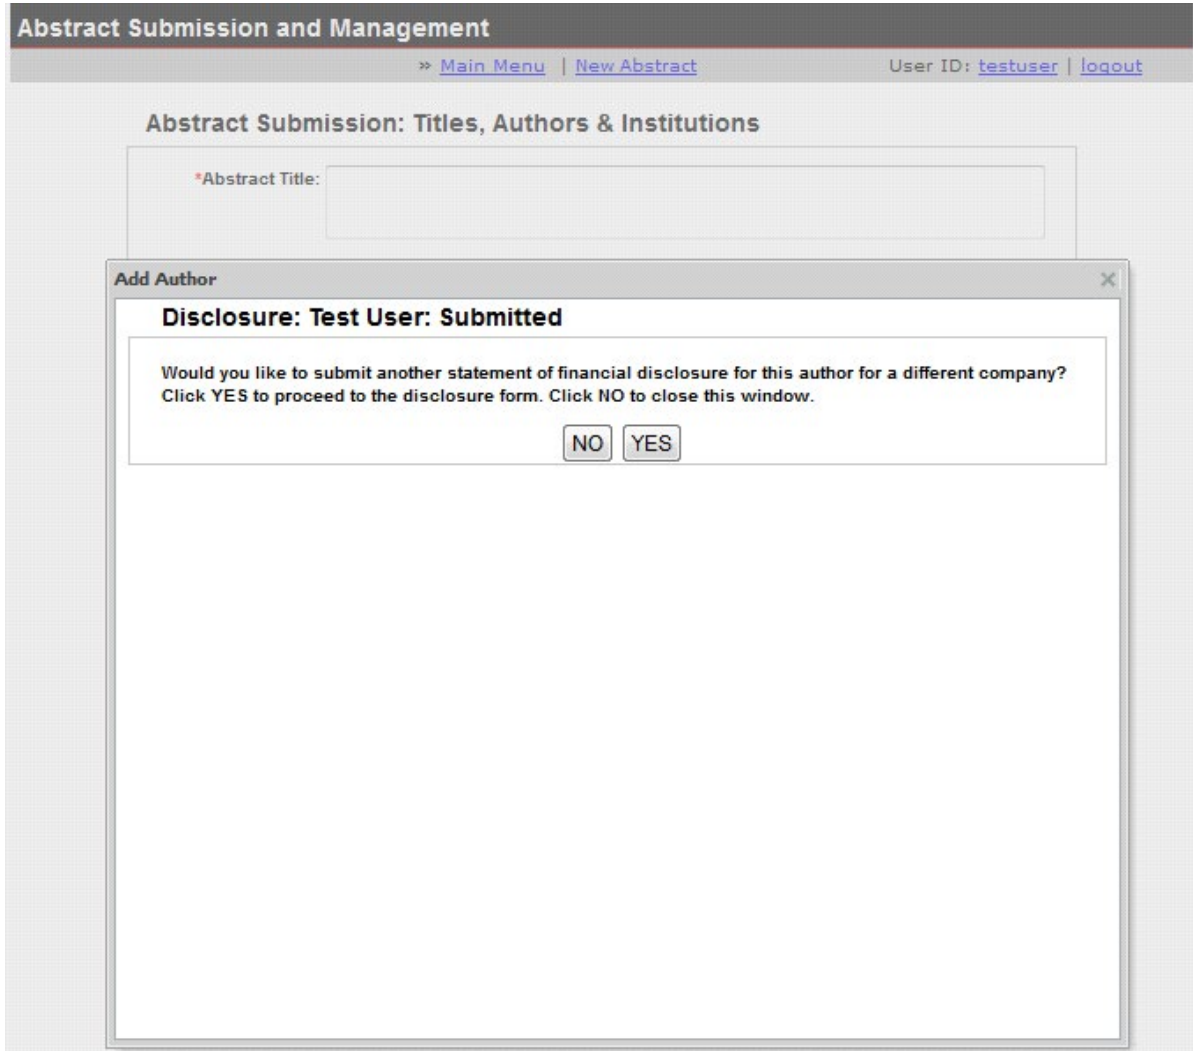 Abstract Submission and Management
» Main Menu | New Abstract User ID: testuser | logout
Abstract Submission: Titles, Authors & Institutions
*Abstract Title:
Add Author
Disclosure: Test User: Submitted
Would you like to submit another statement of financial disclosure for this author for a different company?
Click YES to proceed to the disclosure form. Click NO to close this window.
NO YES